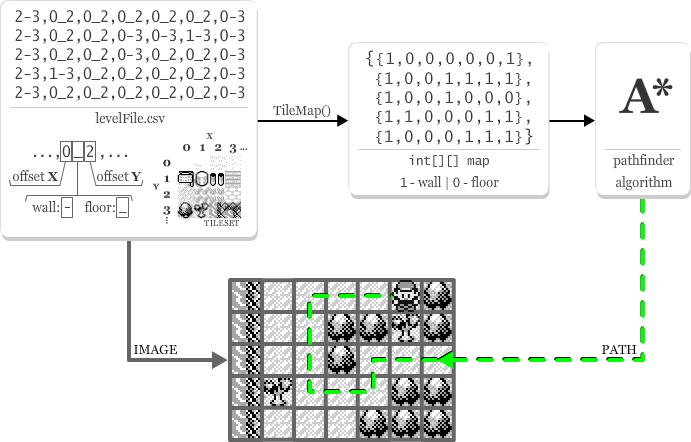 2-3,0_2,0_2,0_2,0_2,0_2,0-3
2-3,0_2,0_2,0-3,0-3,1-3,0-3
2-3,0_2,0_2,0-3,0_2,0_2,0_2
2-3,1-3,0_2,0_2,0_2,0_2,0-3
2-3,0_2,0_2,0_2,0_2,0_2,0-3
levelFile.csv
...,0_2,...
offset X
offset Y
wall: -
floor: _
X
0 1 2 3 ...
Y
0
1
2
3
...
TILESET
TileMap()
{{1,0,0,0,0,0,1},
{1,0,0,1,1,1,1},
{1,0,0,1,0,0,0},
{1,1,0,0,0,1,1},
{1,0,0,0,1,1,1}}
int[][] map
1 - wall | 0 - floor
A*
pathfinder
algorithm
IMAGE
PATH